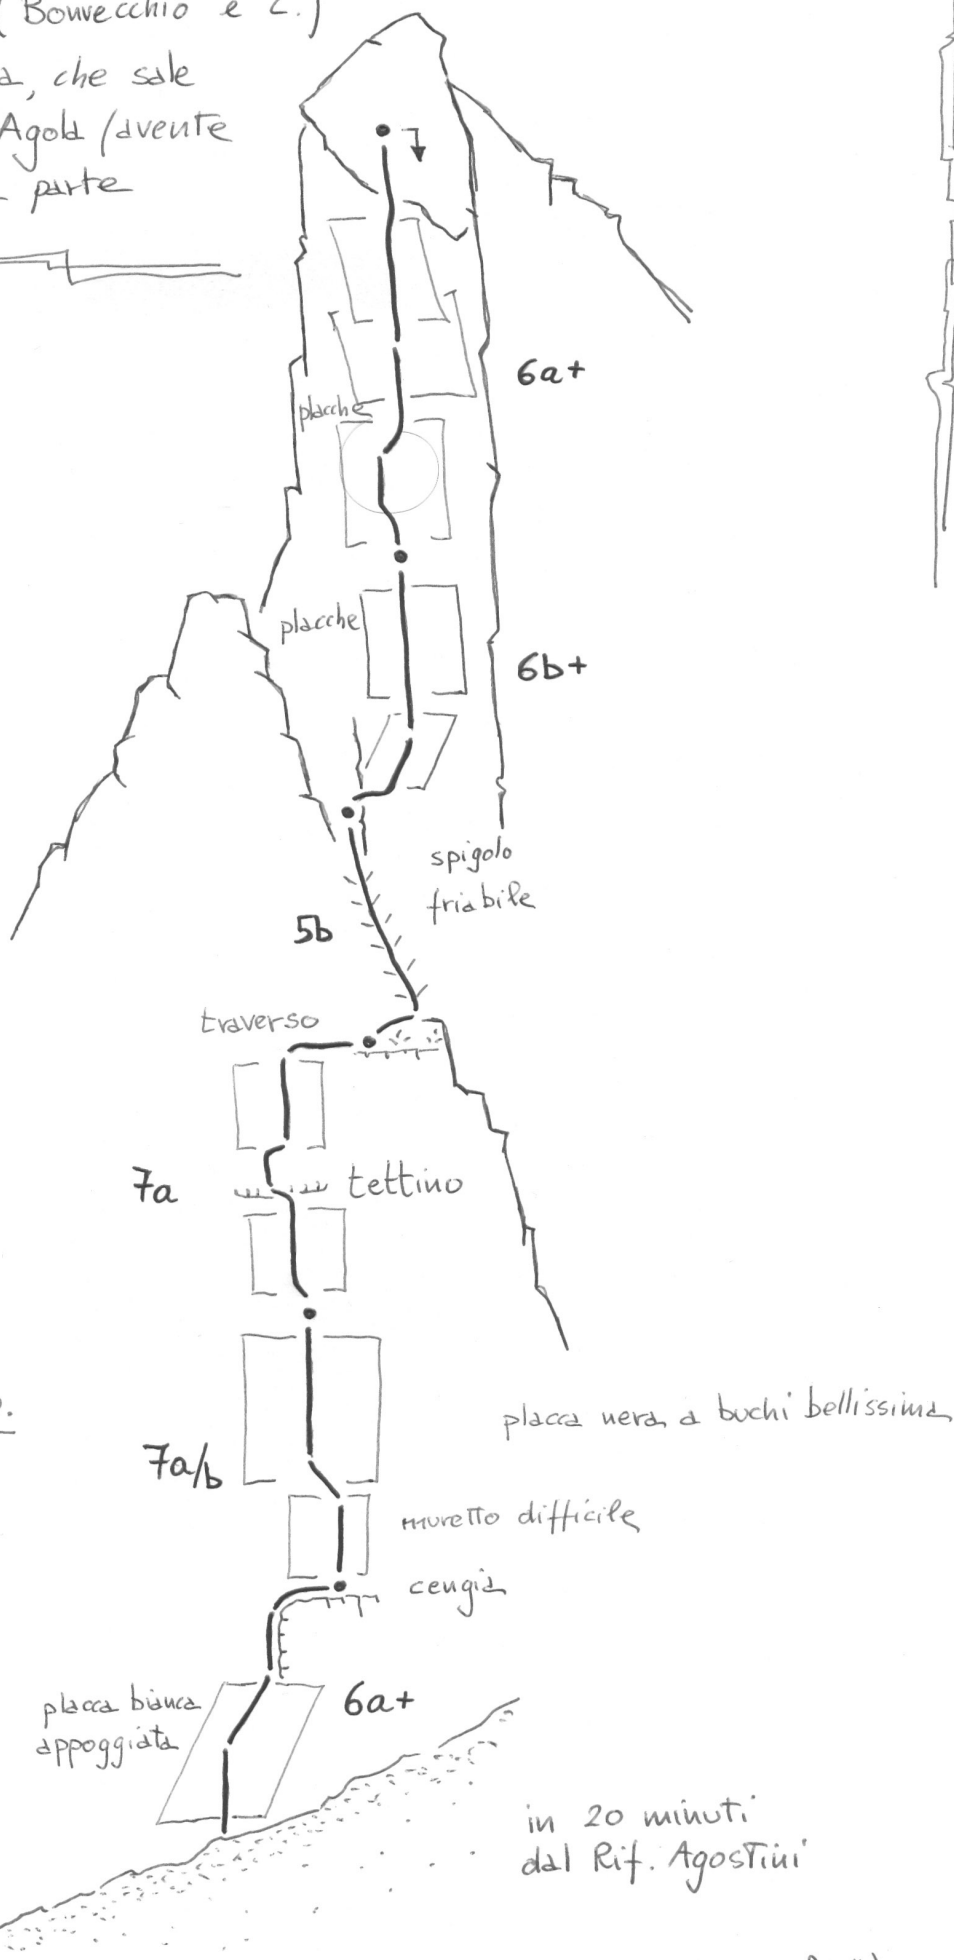 (Bonvecchio e C.)
a, che sale
Agola (avente
parte
6a+
placche
placche
6b+
spigolo
friabile
5b
traverso
7a
tettino
placca nera a buchi bellissima
7a/b
muretto difficile
cengia
placca bianca
appoggiata
6a+
in 20 minuti
dal Rif. Agostini